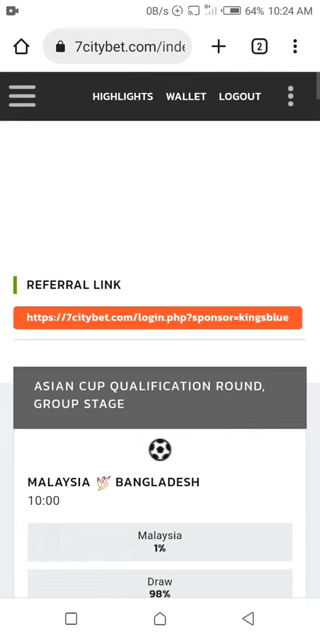 0B/s 64% 10:24 AM
7citybet.com/inde
2
HIGHLIGHTS WALLET LOGOUT
REFERRAL LINK
https://7citybet.com/login.php?sponsor=kingsblue
ASIAN CUP QUALIFICATION ROUND,
GROUP STAGE
MALAYSIA BANGLADESH
10:00
Malaysia
1%
Draw
98%